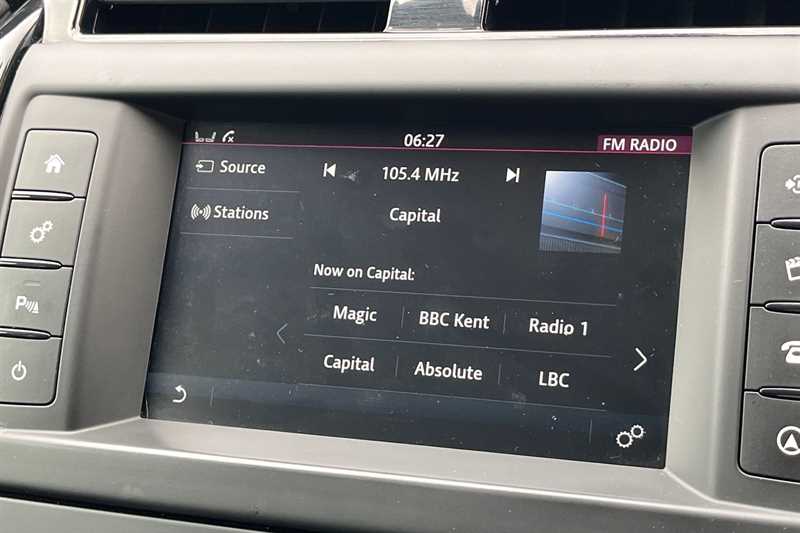 06:27
FM RADIO
Source
105.4 MHz
Stations
Capital
Now on Capital:
Magic
BBC Kent
Radio 1
Capital
Absolute
LBC
P